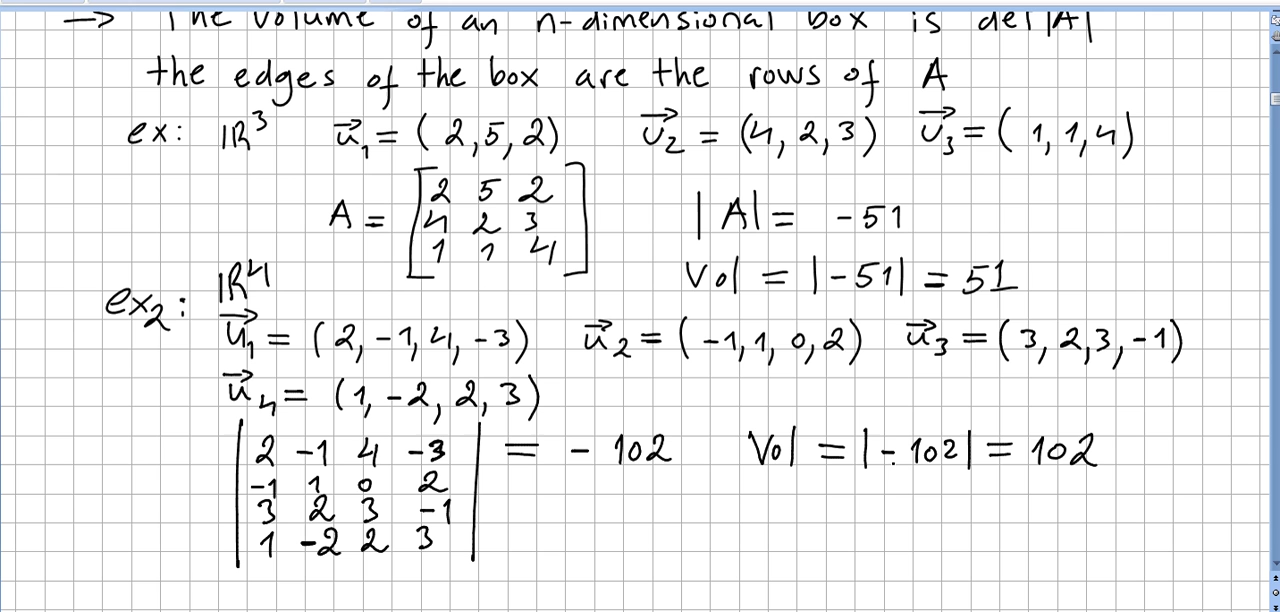 → The volume of an n-dimensional box is det|A|
the edges of the box are the rows of A
ex: ℝ³ u⃗₁ = (2,5,2) v⃗₂ = (4,2,3) v⃗₃ = (1,1,4)
A = [2 5 2
4 2 3
1 1 4] |A| = -51
Vol = |-51| = 51
ex₂: ℝ⁴
u⃗₁ = (2,-1,4,-3) u⃗₂ = (-1,1,0,2) u⃗₃ = (3,2,3,-1)
u⃗₄ = (1,-2,2,3)
|2 -1 4 -3| = -102 Vol = |-102| = 102
-1 1 0 2
3 2 3 -1
1 -2 2 3